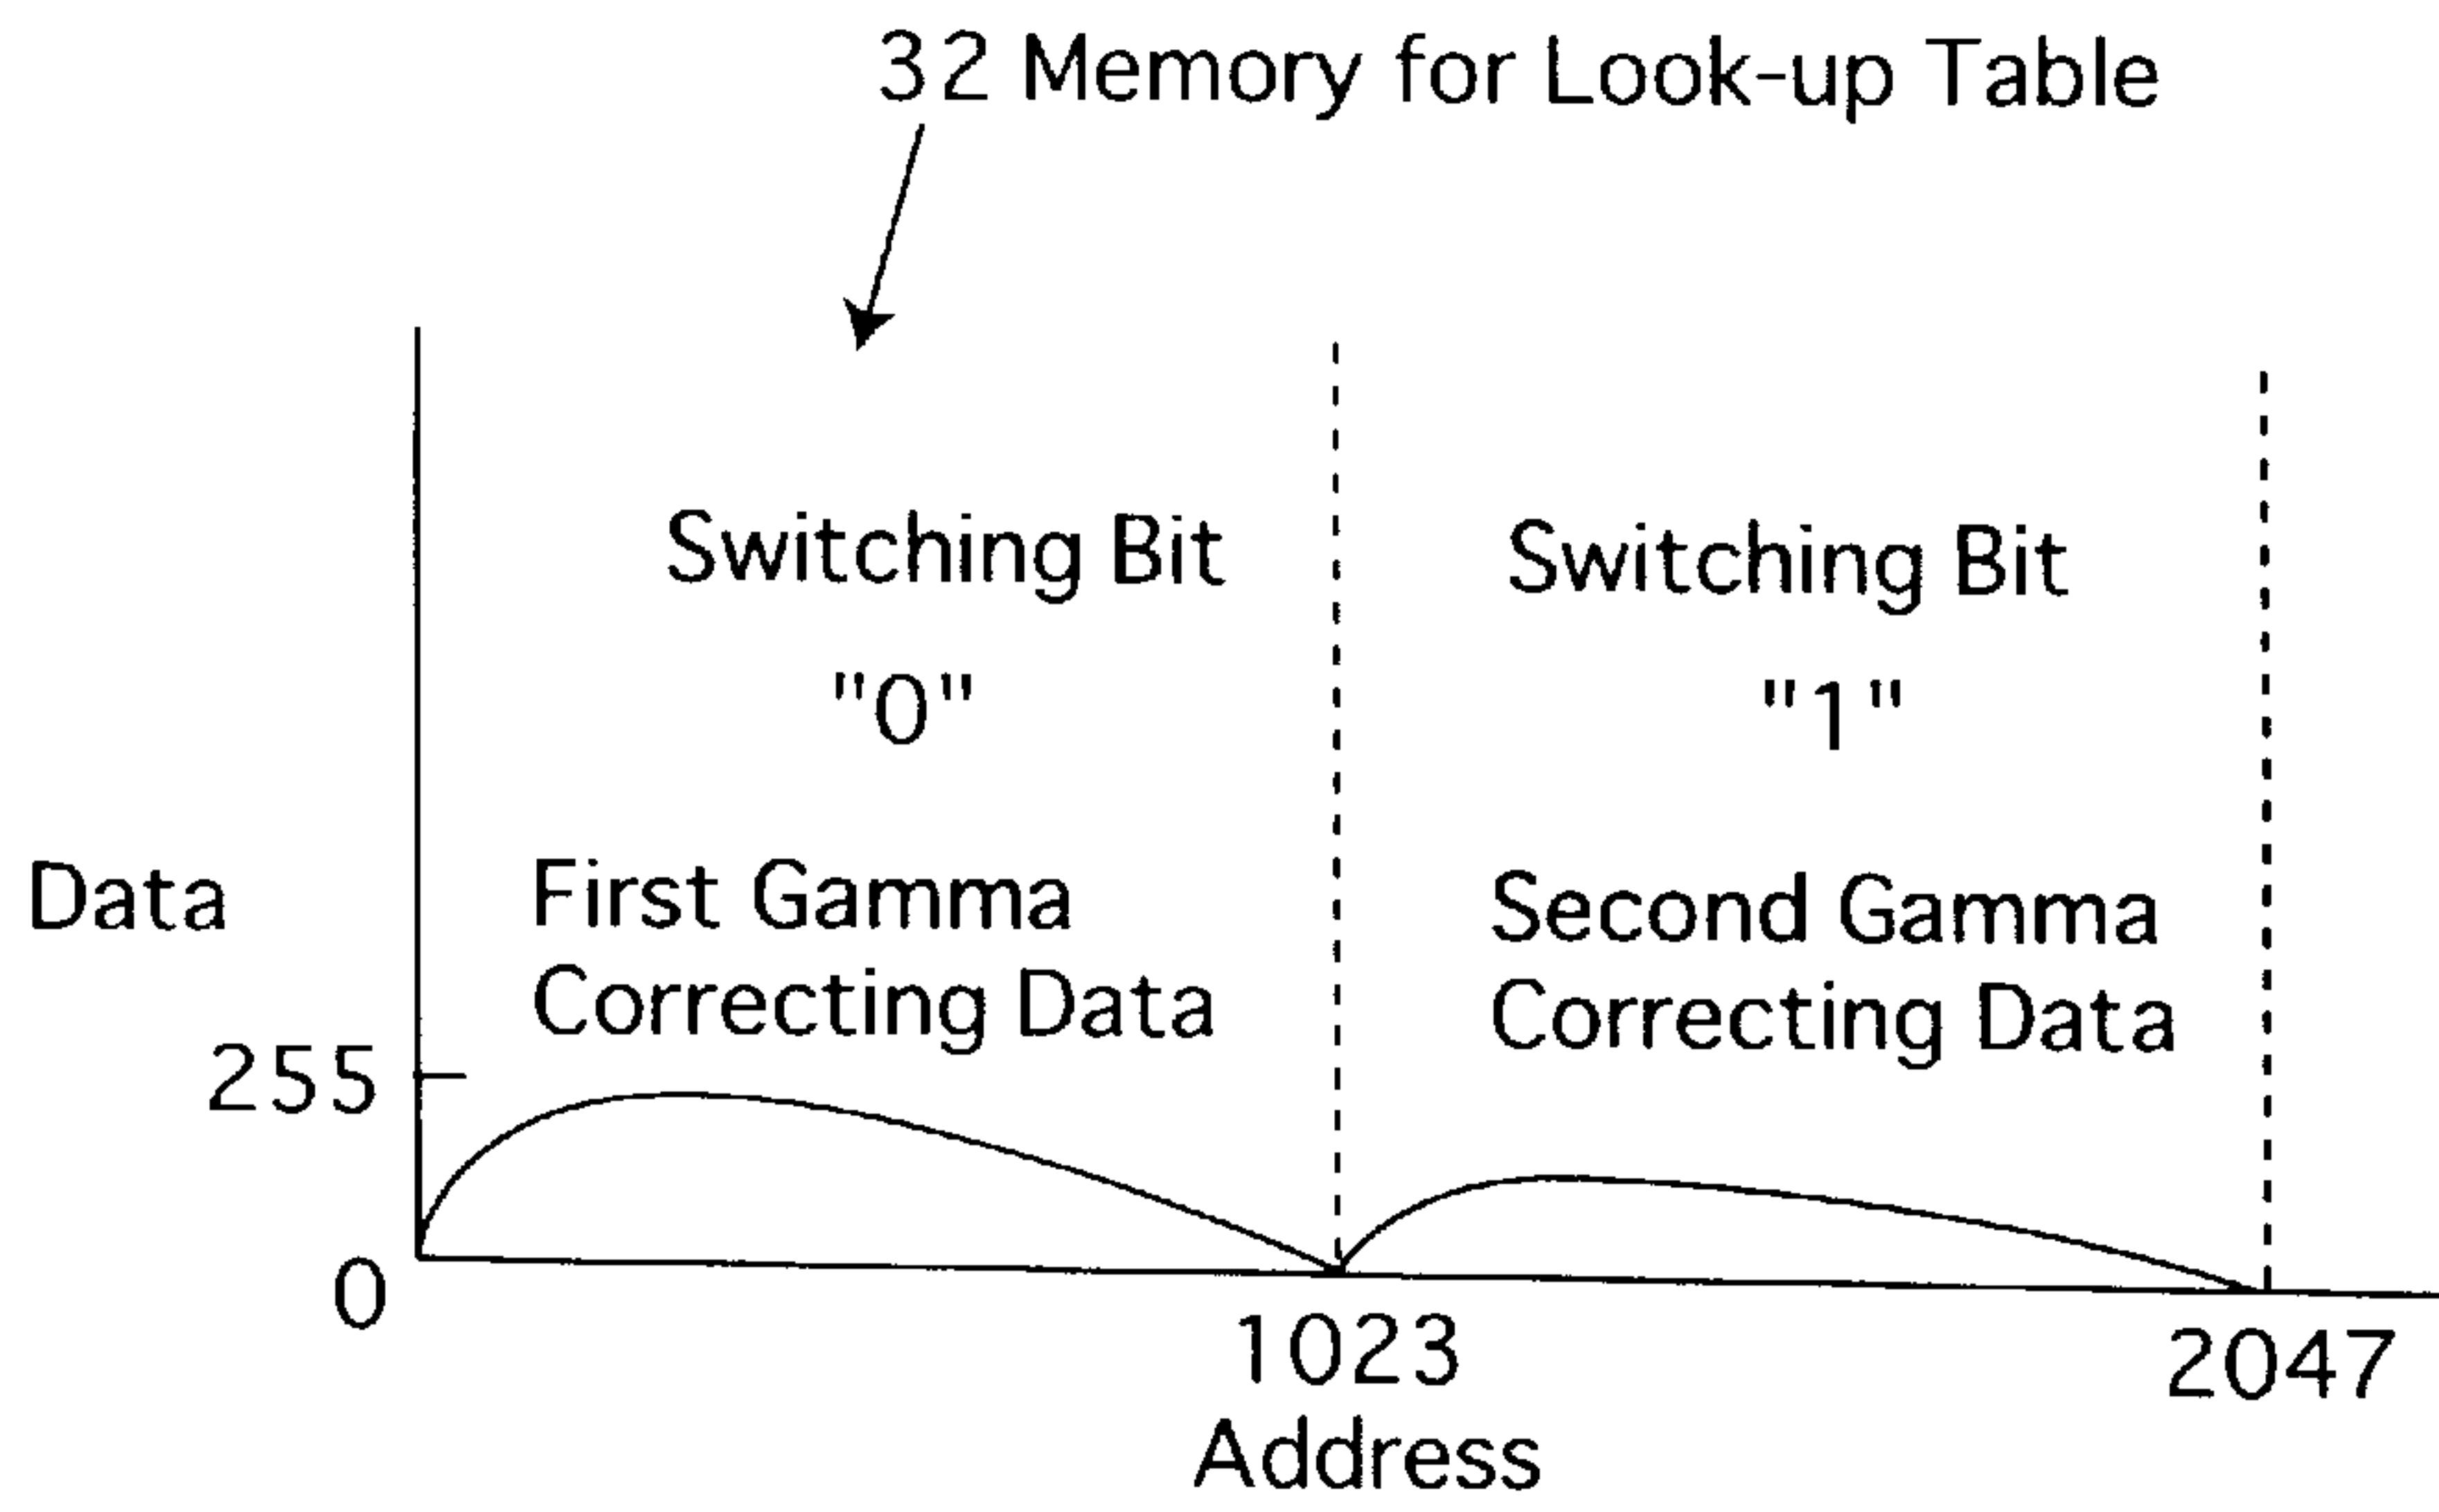 32 Memory for Look-up Table
Switching Bit
"0"
Switching Bit
"1"
Data
First Gamma
Correcting Data
Second Gamma
Correcting Data
255
0
1023
2047
Address